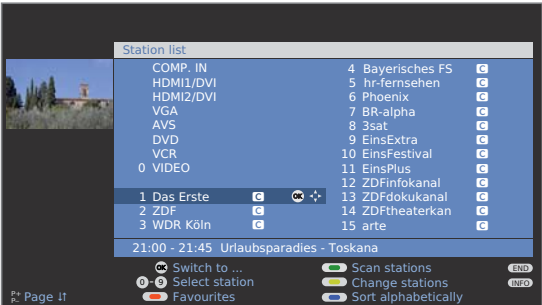 Station list
COMP. IN
HDMI1/DVI
HDMI2/DVI
VGA
AVS
DVD
VCR
0 VIDEO
1 Das Erste C OK
2 ZDF C
3 WDR Köln C
4 Bayerisches FS C
5 hr-fernsehen C
6 Phoenix C
7 BR-alpha C
8 3sat C
9 EinsExtra C
10 EinsFestival C
11 EinsPlus C
12 ZDFinfokanal C
13 ZDFdokukanal C
14 ZDFtheaterkan C
15 arte C
21:00 - 21:45 Urlaubsparadies - Toskana
OK Switch to ...
0 - 9 Select station
Favourites
Scan stations END
Change stations INFO
Sort alphabetically
P+ P- Page